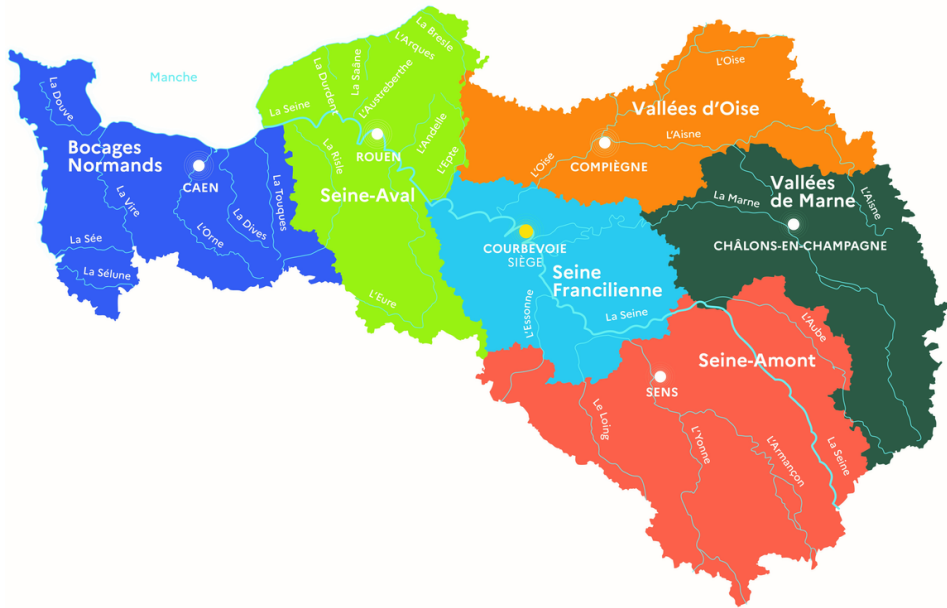 Manche
La Douve
Bocages
Normands
CAEN
La Vire
La Sée
La Sélune
L'Orne
La Dives
La Touques
La Seine
La Durdent
La Saâne
L'Austreberthe
L'Arques
La Bresle
L'Andelle
L'Epte
ROUEN
La Risle
Seine-Aval
L'Eure
L'Oise
Vallées d'Oise
L'Aisne
COMPIÈGNE
L'Oise
Vallées
de Marne
L'Aisne
La Marne
CHÂLONS-EN-CHAMPAGNE
COURBEVOIE
SIÈGE
Seine
Francilienne
L'Essonne
La Seine
L'Aube
Seine-Amont
SENS
Le Loing
L'Yonne
L'Armançon
La Seine